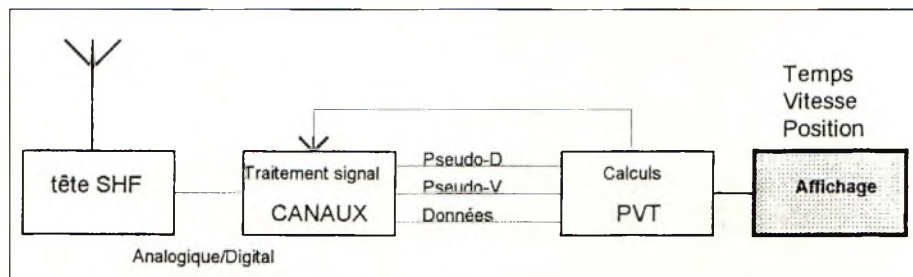 Temps
Vitesse
Position
tête SHF
Traitement signal
CANAUX
Pseudo-D
Pseudo-V
Données
Calculs
PVT
Affichage
Analogique/Digital